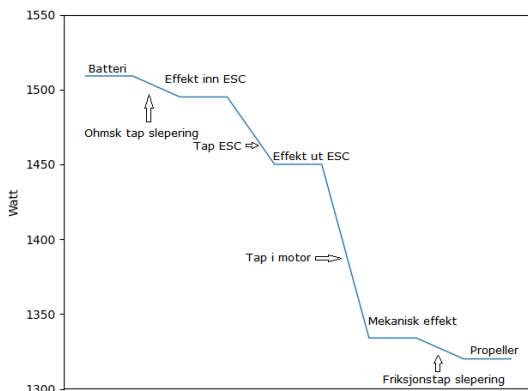 1550
Batteri
Effekt inn ESC
1500
Ohmsk tap slepering
Tap ESC
Effekt ut ESC
1450
Watt
1400
Tap i motor
1350
Mekanisk effekt
Propeller
Friksjonstap slepering
1300